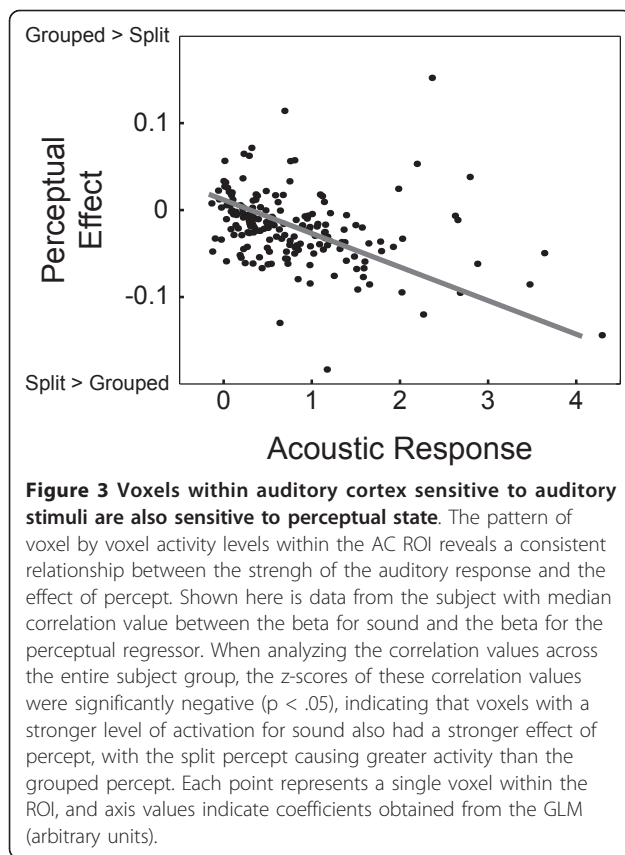 Grouped > Split
0.1
0
-0.1
Split > Grouped
Perceptual
Effect
0 1 2 3 4
Acoustic Response
Figure 3 Voxels within auditory cortex sensitive to auditory
stimuli are also sensitive to perceptual state. The pattern of
voxel by voxel activity levels within the AC ROI reveals a consistent
relationship between the strengh of the auditory response and the
effect of percept. Shown here is data from the subject with median
correlation value between the beta for sound and the beta for the
perceptual regressor. When analyzing the correlation values across
the entire subject group, the z-scores of these correlation values
were significantly negative (p < .05), indicating that voxels with a
stronger level of activation for sound also had a stronger effect of
percept, with the split percept causing greater activity than the
grouped percept. Each point represents a single voxel within the
ROI, and axis values indicate coefficients obtained from the GLM
(arbitrary units).